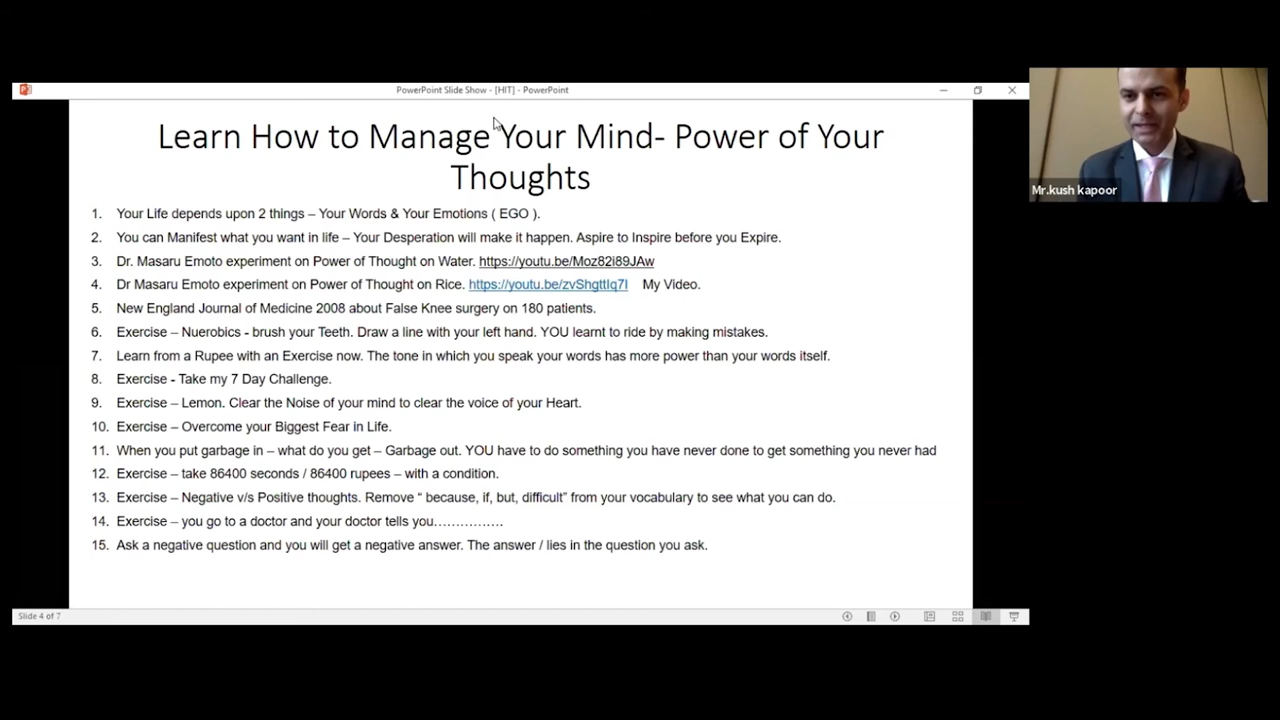 PowerPoint Slide Show - [HIT] - PowerPoint
Learn How to Manage Your Mind- Power of Your
Thoughts
1. Your Life depends upon 2 things – Your Words & Your Emotions ( EGO ).
2. You can Manifest what you want in life – Your Desperation will make it happen. Aspire to Inspire before you Expire.
3. Dr. Masaru Emoto experiment on Power of Thought on Water. https://youtu.be/Moz82i89JAw
4. Dr Masaru Emoto experiment on Power of Thought on Rice. https://youtu.be/zvShgttIq7I My Video.
5. New England Journal of Medicine 2008 about False Knee surgery on 180 patients.
6. Exercise – Nuerobics - brush your Teeth. Draw a line with your left hand. YOU learnt to ride by making mistakes.
7. Learn from a Rupee with an Exercise now. The tone in which you speak your words has more power than your words itself.
8. Exercise - Take my 7 Day Challenge.
9. Exercise – Lemon. Clear the Noise of your mind to clear the voice of your Heart.
10. Exercise – Overcome your Biggest Fear in Life.
11. When you put garbage in – what do you get – Garbage out. YOU have to do something you have never done to get something you never had
12. Exercise – take 86400 seconds / 86400 rupees – with a condition.
13. Exercise – Negative v/s Positive thoughts. Remove “ because, if, but, difficult” from your vocabulary to see what you can do.
14. Exercise – you go to a doctor and your doctor tells you…………….
15. Ask a negative question and you will get a negative answer. The answer / lies in the question you ask.
Slide 4 of 7
Mr.kush kapoor